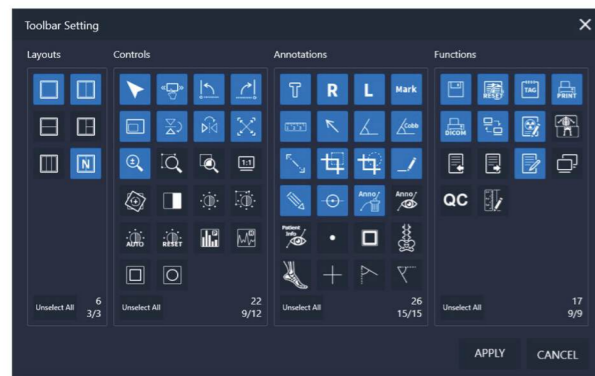 Toolbar Setting
Layouts
N
Unselect All
6
3/3
Controls
1:1
AUTO
RESET
Unselect All
22
9/12
Annotations
T
R
L
Mark
Cobb
Anno
Anno
Patient
Info
Unselect All
26
15/15
Functions
RESET
TAG
PRINT
DICOM
QC
Unselect All
17
9/9
APPLY
CANCEL